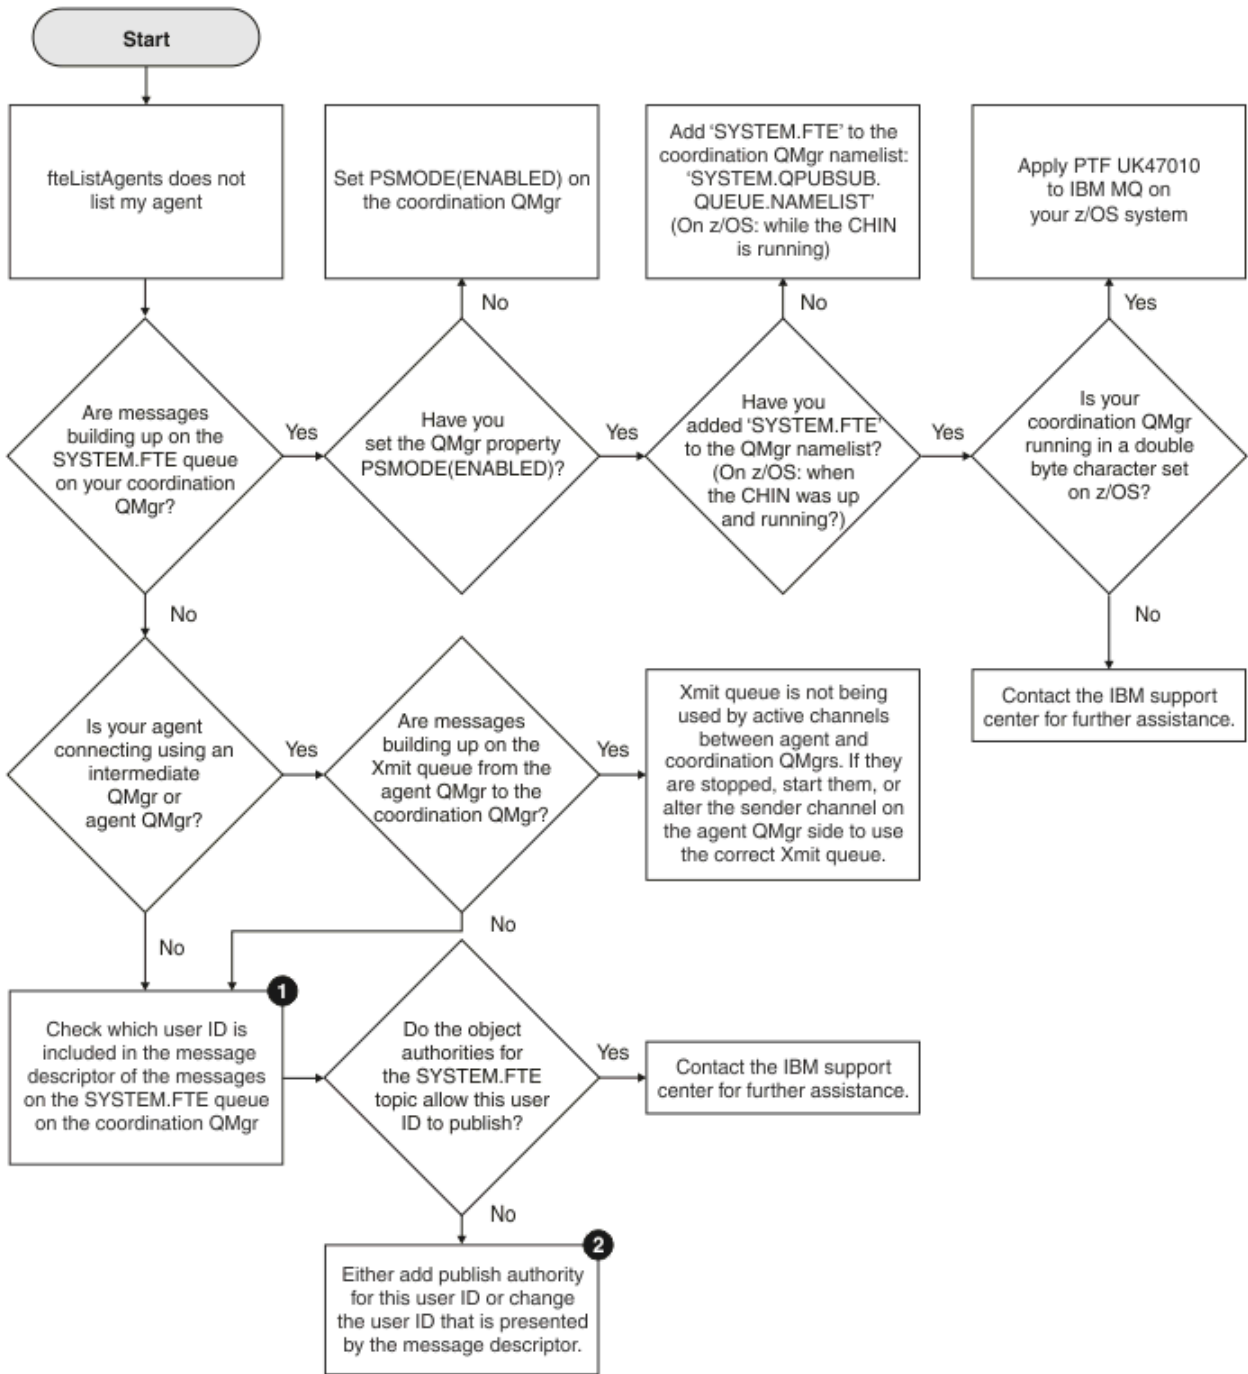 Start
fteListAgents does not
list my agent
Set PSMODE(ENABLED) on
the coordination QMgr
Add ‘SYSTEM.FTE’ to the
coordination QMgr namelist:
‘SYSTEM.QPUBSUB.
QUEUE.NAMELIST’
(On z/OS: while the CHIN
is running)
Apply PTF UK47010
to IBM MQ on
your z/OS system
No
No
Yes
Are messages
building up on the
SYSTEM.FTE queue
on your coordination
QMgr?
Yes
Have you
set the QMgr property
PSMODE(ENABLED)?
Yes
Have you
added ‘SYSTEM.FTE’
to the QMgr namelist?
(On z/OS: when
the CHIN was up
and running?)
Yes
Is your
coordination QMgr
running in a double
byte character set
on z/OS?
No
No
Is your agent
connecting using an
intermediate
QMgr or
agent QMgr?
Yes
Are messages
building up on the
Xmit queue from the
agent QMgr to the
coordination QMgr?
Yes
Xmit queue is not being
used by active channels
between agent and
coordination QMgrs. If they
are stopped, start them, or
alter the sender channel on
the agent QMgr side to use
the correct Xmit queue.
Contact the IBM support
center for further assistance.
No
No
1
Check which user ID is
included in the message
descriptor of the messages
on the SYSTEM.FTE queue
on the coordination QMgr
Do the object
authorities for
the SYSTEM.FTE
topic allow this user
ID to publish?
Yes
Contact the IBM support
center for further assistance.
No
2
Either add publish authority
for this user ID or change
the user ID that is presented
by the message descriptor.